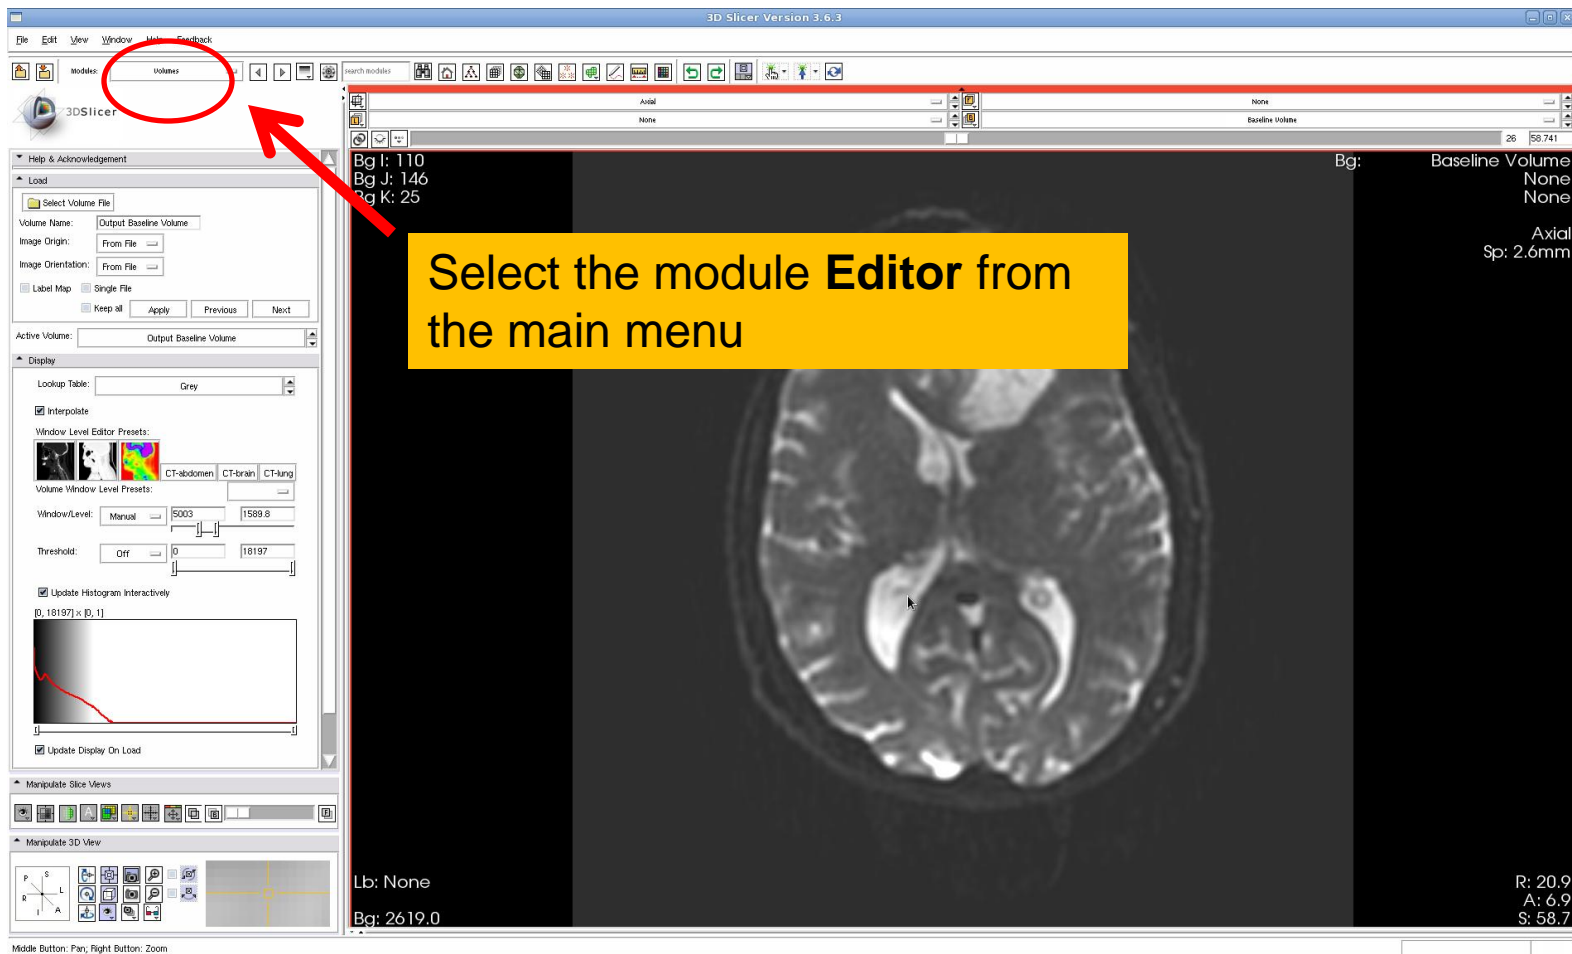 3D Slicer Version 3.6.3
File Edit View Window Help Feedback
Modules: Volumes search modules
3DSlicer
Axial None
None Baseline Volume
26 58.741
Help & Acknowledgement
Load
Select Volume File
Volume Name: Output Baseline Volume
Image Origin: From File
Image Orientation: From File
Label Map Single File
Keep all Apply Previous Next
Active Volume: Output Baseline Volume
Display
Lookup Table: Grey
Interpolate
Window Level Editor Presets:
CT-abdomen CT-brain CT-lung
Volume Window Level Presets:
Window/Level: Manual 5003 1589.8
Threshold: Off 0 18197
Update Histogram Interactively
[0, 18197] x [0, 1]
Update Display On Load
Manipulate Slice Views
Manipulate 3D View
P S L R I A
Middle Button: Pan; Right Button: Zoom
Bg I: 110
Bg J: 146
Bg K: 25
Bg: Baseline Volume
None
None
Axial
Sp: 2.6mm
Select the module Editor from
the main menu
Lb: None
Bg: 2619.0
R: 20.9
A: 6.9
S: 58.7